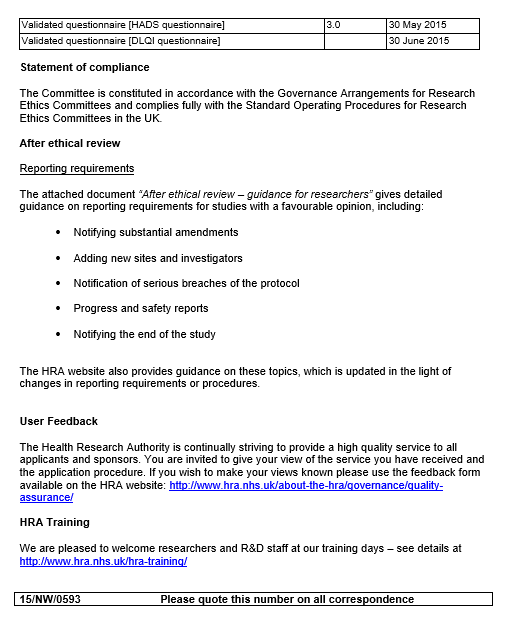 Validated questionnaire [HADS questionnaire] 3.0 30 May 2015
Validated questionnaire [DLQI questionnaire] 30 June 2015
Statement of compliance
The Committee is constituted in accordance with the Governance Arrangements for Research
Ethics Committees and complies fully with the Standard Operating Procedures for Research
Ethics Committees in the UK.
After ethical review
Reporting requirements
The attached document “After ethical review – guidance for researchers” gives detailed
guidance on reporting requirements for studies with a favourable opinion, including:
• Notifying substantial amendments
• Adding new sites and investigators
• Notification of serious breaches of the protocol
• Progress and safety reports
• Notifying the end of the study
The HRA website also provides guidance on these topics, which is updated in the light of
changes in reporting requirements or procedures.
User Feedback
The Health Research Authority is continually striving to provide a high quality service to all
applicants and sponsors. You are invited to give your view of the service you have received and
the application procedure. If you wish to make your views known please use the feedback form
available on the HRA website: http://www.hra.nhs.uk/about-the-hra/governance/quality-
assurance/
HRA Training
We are pleased to welcome researchers and R&D staff at our training days – see details at
http://www.hra.nhs.uk/hra-training/
15/NW/0593 Please quote this number on all correspondence